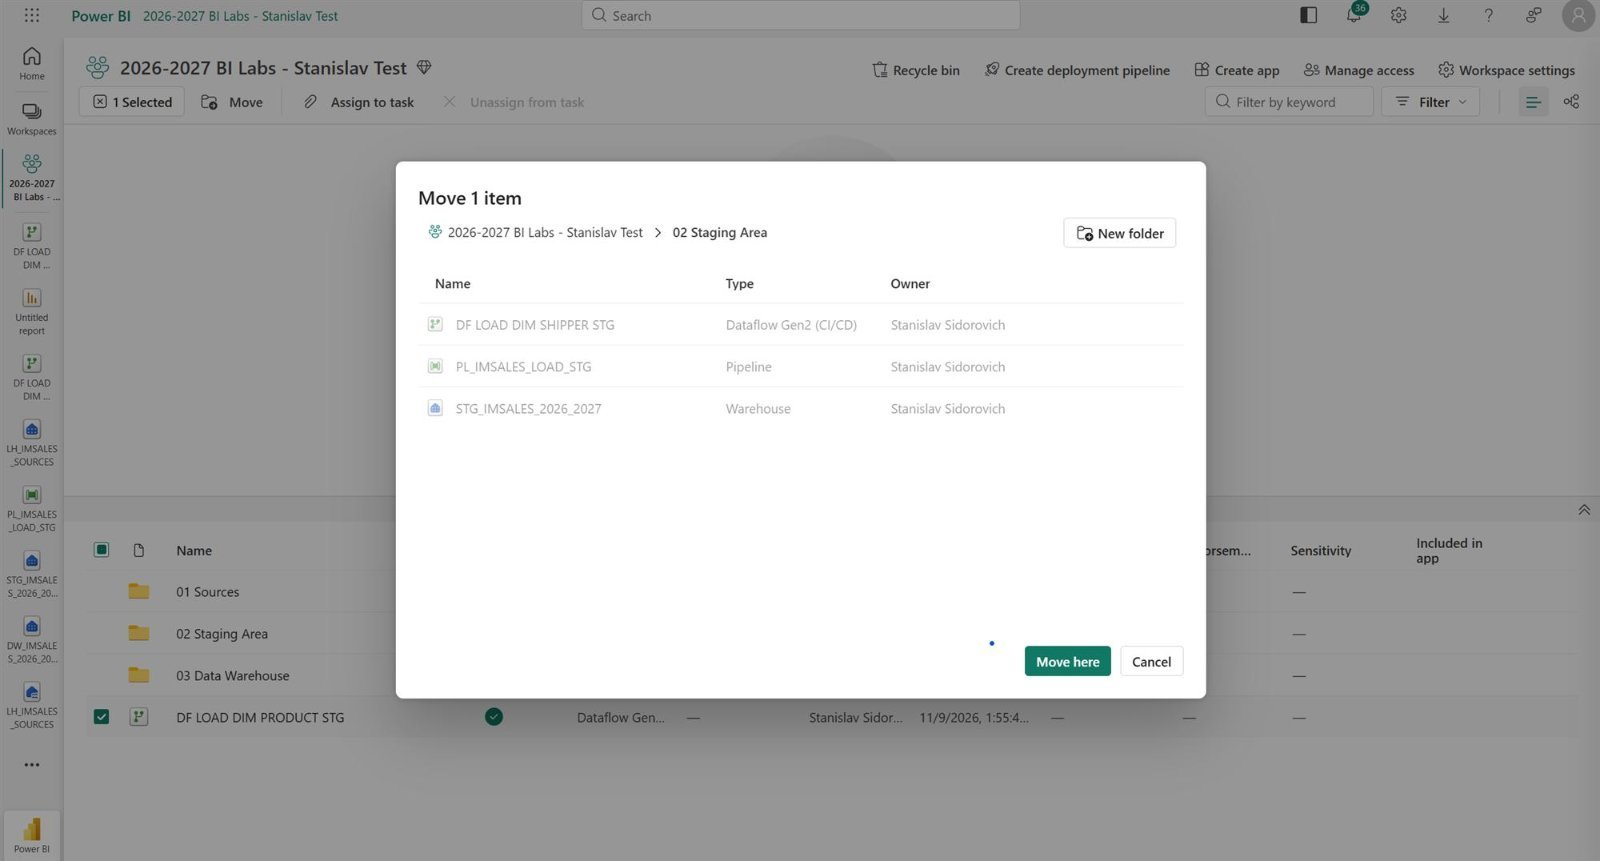 Power BI 2026-2027 BI Labs - Stanislav Test
Search
36
Home
Workspaces
2026-2027
BI Labs - ...
DF LOAD
DIM ...
Untitled
report
DF LOAD
DIM ...
LH_IMSALES
_SOURCES
PL_IMSALES
_LOAD_STG
STG_IMSALE
S_2026_20...
DW_IMSALE
S_2026_20...
LH_IMSALES
_SOURCES
...
Power BI
2026-2027 BI Labs - Stanislav Test
Recycle bin
Create deployment pipeline
Create app
Manage access
Workspace settings
1 Selected
Move
Assign to task
Unassign from task
Filter by keyword
Filter
Move 1 item
2026-2027 BI Labs - Stanislav Test > 02 Staging Area
New folder
Name Type Owner
DF LOAD DIM SHIPPER STG Dataflow Gen2 (CI/CD) Stanislav Sidorovich
PL_IMSALES_LOAD_STG Pipeline Stanislav Sidorovich
STG_IMSALES_2026_2027 Warehouse Stanislav Sidorovich
Move here
Cancel
Name
orsem... Sensitivity Included in
app
01 Sources —
02 Staging Area —
03 Data Warehouse —
DF LOAD DIM PRODUCT STG Dataflow Gen... — Stanislav Sidor... 11/9/2026, 1:55:4... — — —